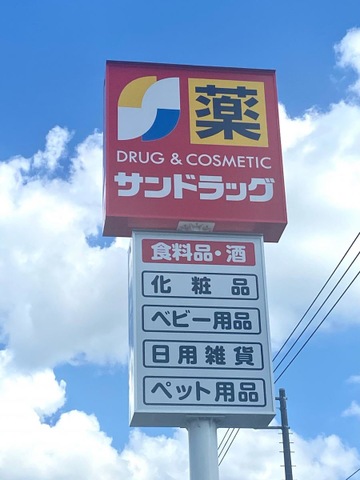 薬
DRUG & COSMETIC
サンドラッグ
食料品・酒
化粧品
ベビー用品
日用雑貨
ペット用品